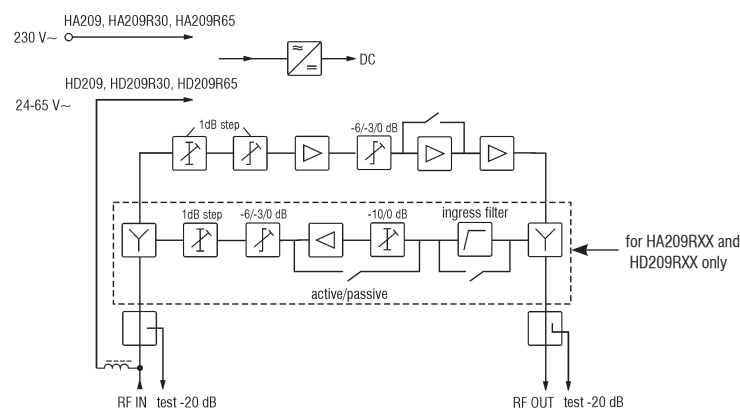 HA209, HA209R30, HA209R65
230 V~
DC
HD209, HD209R30, HD209R65
24-65 V~
1dB step
-6/-3/0 dB
1dB step
-6/-3/0 dB
-10/0 dB
ingress filter
for HA209RXX and
HD209RXX only
active/passive
RF IN
test -20 dB
RF OUT
test -20 dB